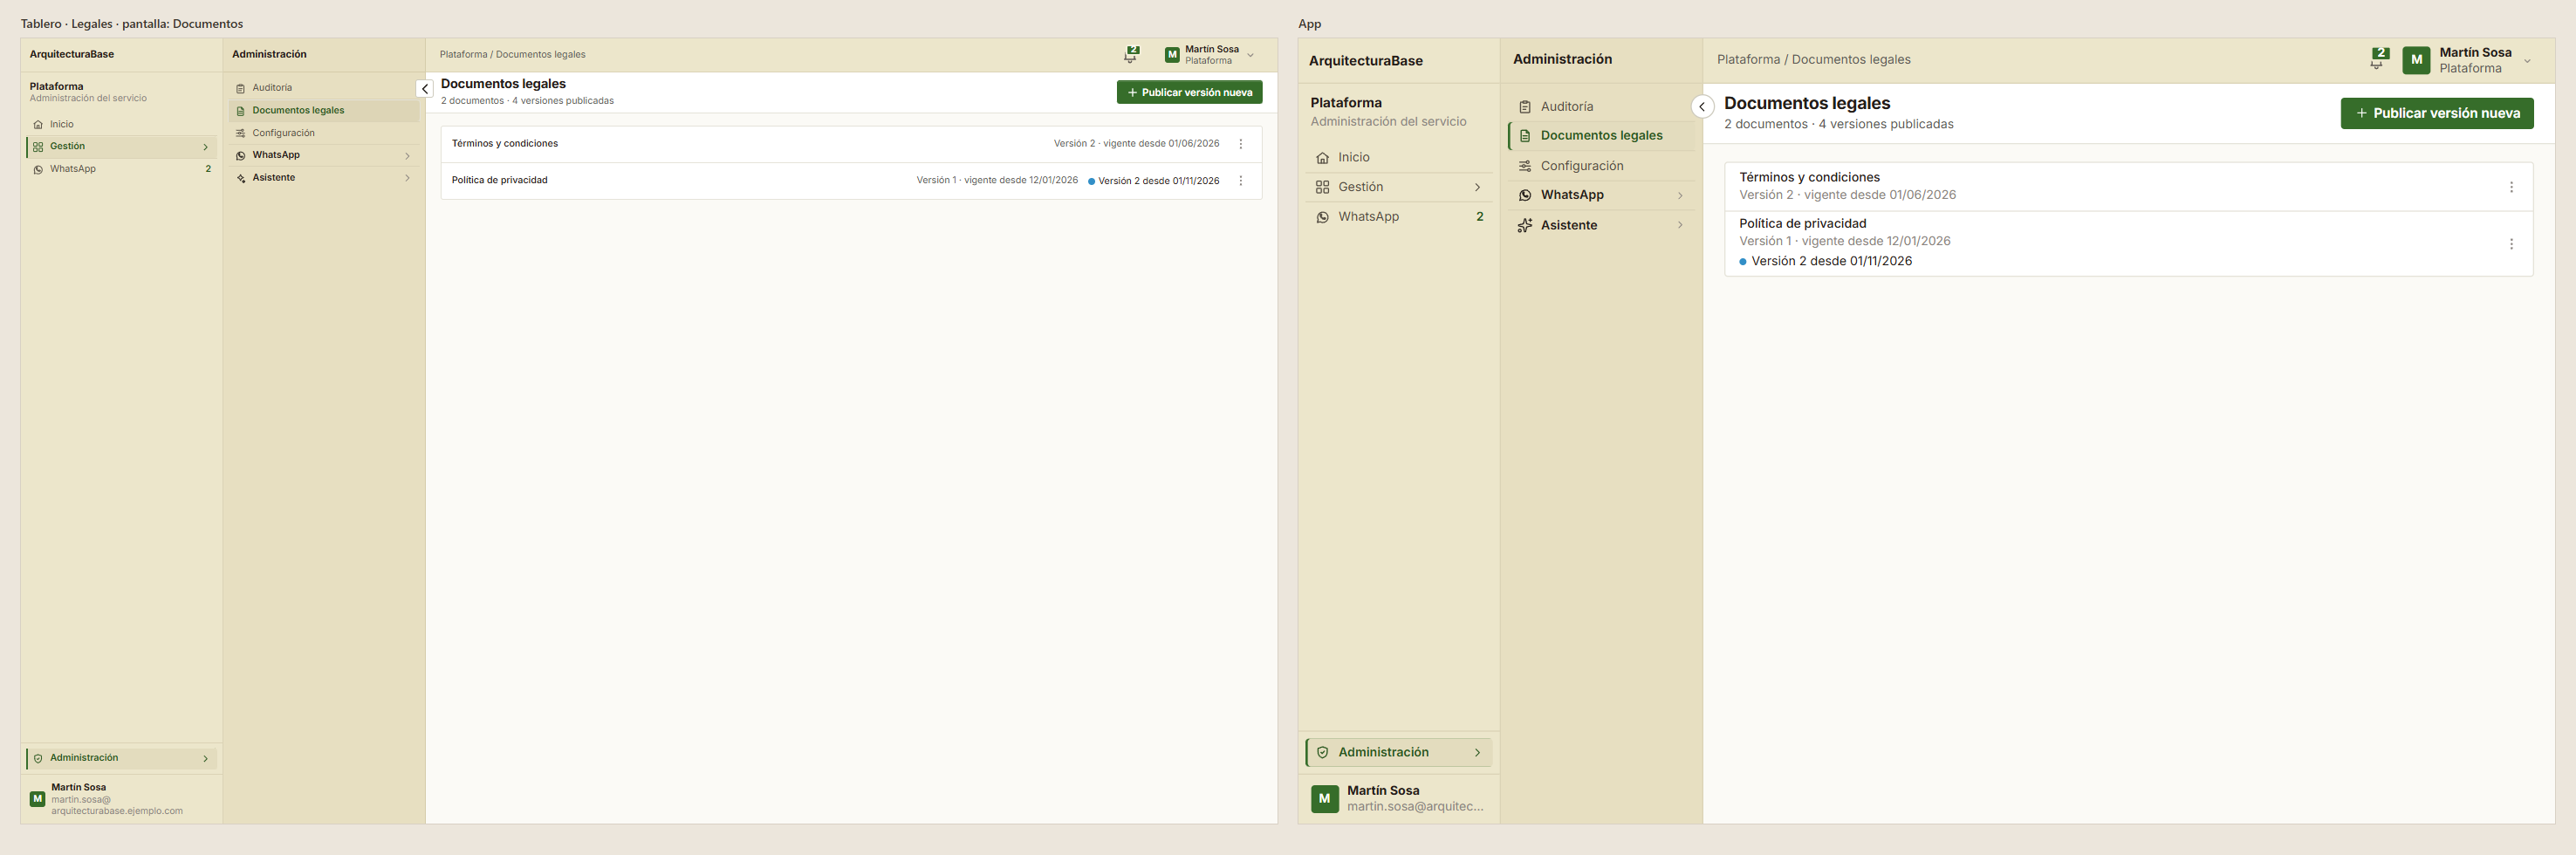 Tablero · Legales · pantalla: Documentos
ArquitecturaBase
Plataforma
Administración del servicio
Inicio
Gestión
WhatsApp 2
Administración
Martín Sosa
martin.sosa@
arquitecturabase.ejemplo.com
M
Administración
Auditoría
Documentos legales
Configuración
WhatsApp
Asistente
Plataforma / Documentos legales
2
M
Martín Sosa
Plataforma
Documentos legales
2 documentos · 4 versiones publicadas
+ Publicar versión nueva
Términos y condiciones Versión 2 · vigente desde 01/06/2026
Política de privacidad Versión 1 · vigente desde 12/01/2026 Versión 2 desde 01/11/2026
App
ArquitecturaBase
Plataforma
Administración del servicio
Inicio
Gestión
WhatsApp 2
Administración
M
Martín Sosa
martin.sosa@arquitec...
Administración
Auditoría
Documentos legales
Configuración
WhatsApp
Asistente
Plataforma / Documentos legales
2
M
Martín Sosa
Plataforma
Documentos legales
2 documentos · 4 versiones publicadas
+ Publicar versión nueva
Términos y condiciones
Versión 2 · vigente desde 01/06/2026
Política de privacidad
Versión 1 · vigente desde 12/01/2026
Versión 2 desde 01/11/2026